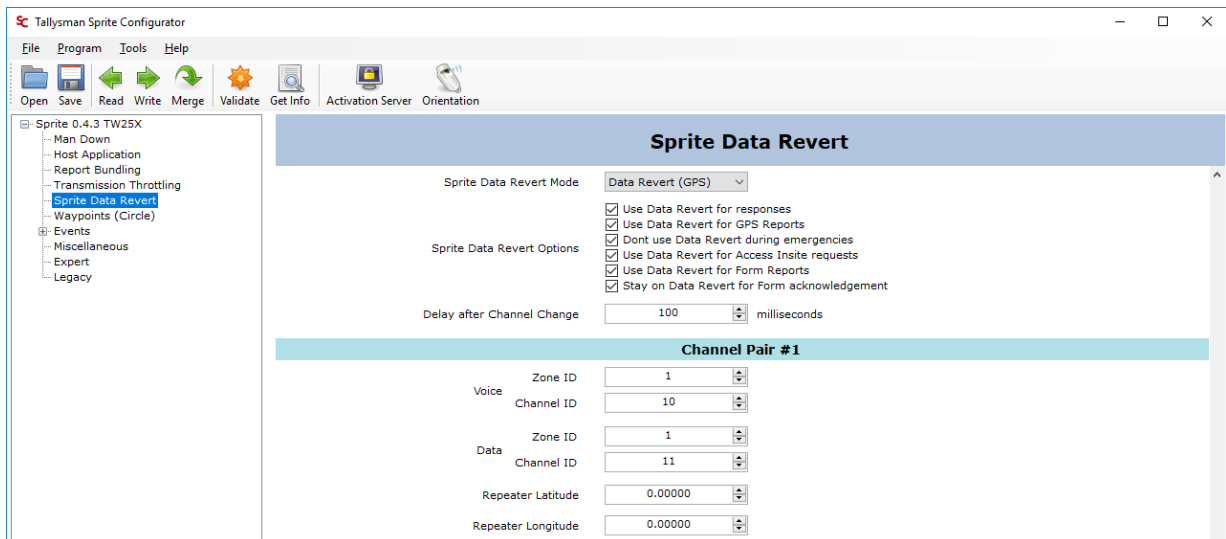 SC Tallysman Sprite Configurator
File Program Tools Help
Open Save Read Write Merge Validate Get Info Activation Server Orientation
Sprite 0.4.3 TW25X
Man Down
Host Application
Report Bundling
Transmission Throttling
Sprite Data Revert
Waypoints (Circle)
Events
Miscellaneous
Expert
Legacy
Sprite Data Revert
Sprite Data Revert Mode Data Revert (GPS)
Sprite Data Revert Options
Use Data Revert for responses
Use Data Revert for GPS Reports
Dont use Data Revert during emergencies
Use Data Revert for Access Insite requests
Use Data Revert for Form Reports
Stay on Data Revert for Form acknowledgement
Delay after Channel Change 100 milliseconds
Channel Pair #1
Voice
Zone ID 1
Channel ID 10
Data
Zone ID 1
Channel ID 11
Repeater Latitude 0.00000
Repeater Longitude 0.00000